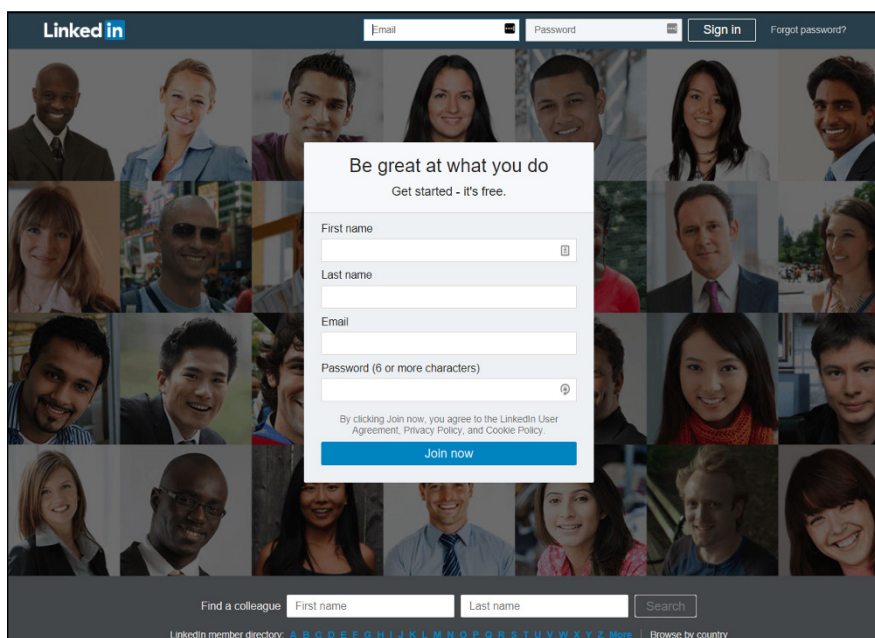 Linked in
Email
Password
Sign in
Forgot password?
Be great at what you do
Get started - it's free.
First name
Last name
Email
Password (6 or more characters)
By clicking Join now, you agree to the LinkedIn User
Agreement, Privacy Policy, and Cookie Policy.
Join now
Find a colleague
First name
Last name
Search
LinkedIn member directory: A B C D E F G H I J K L M N O P Q R S T U V W X Y Z More | Browse by country